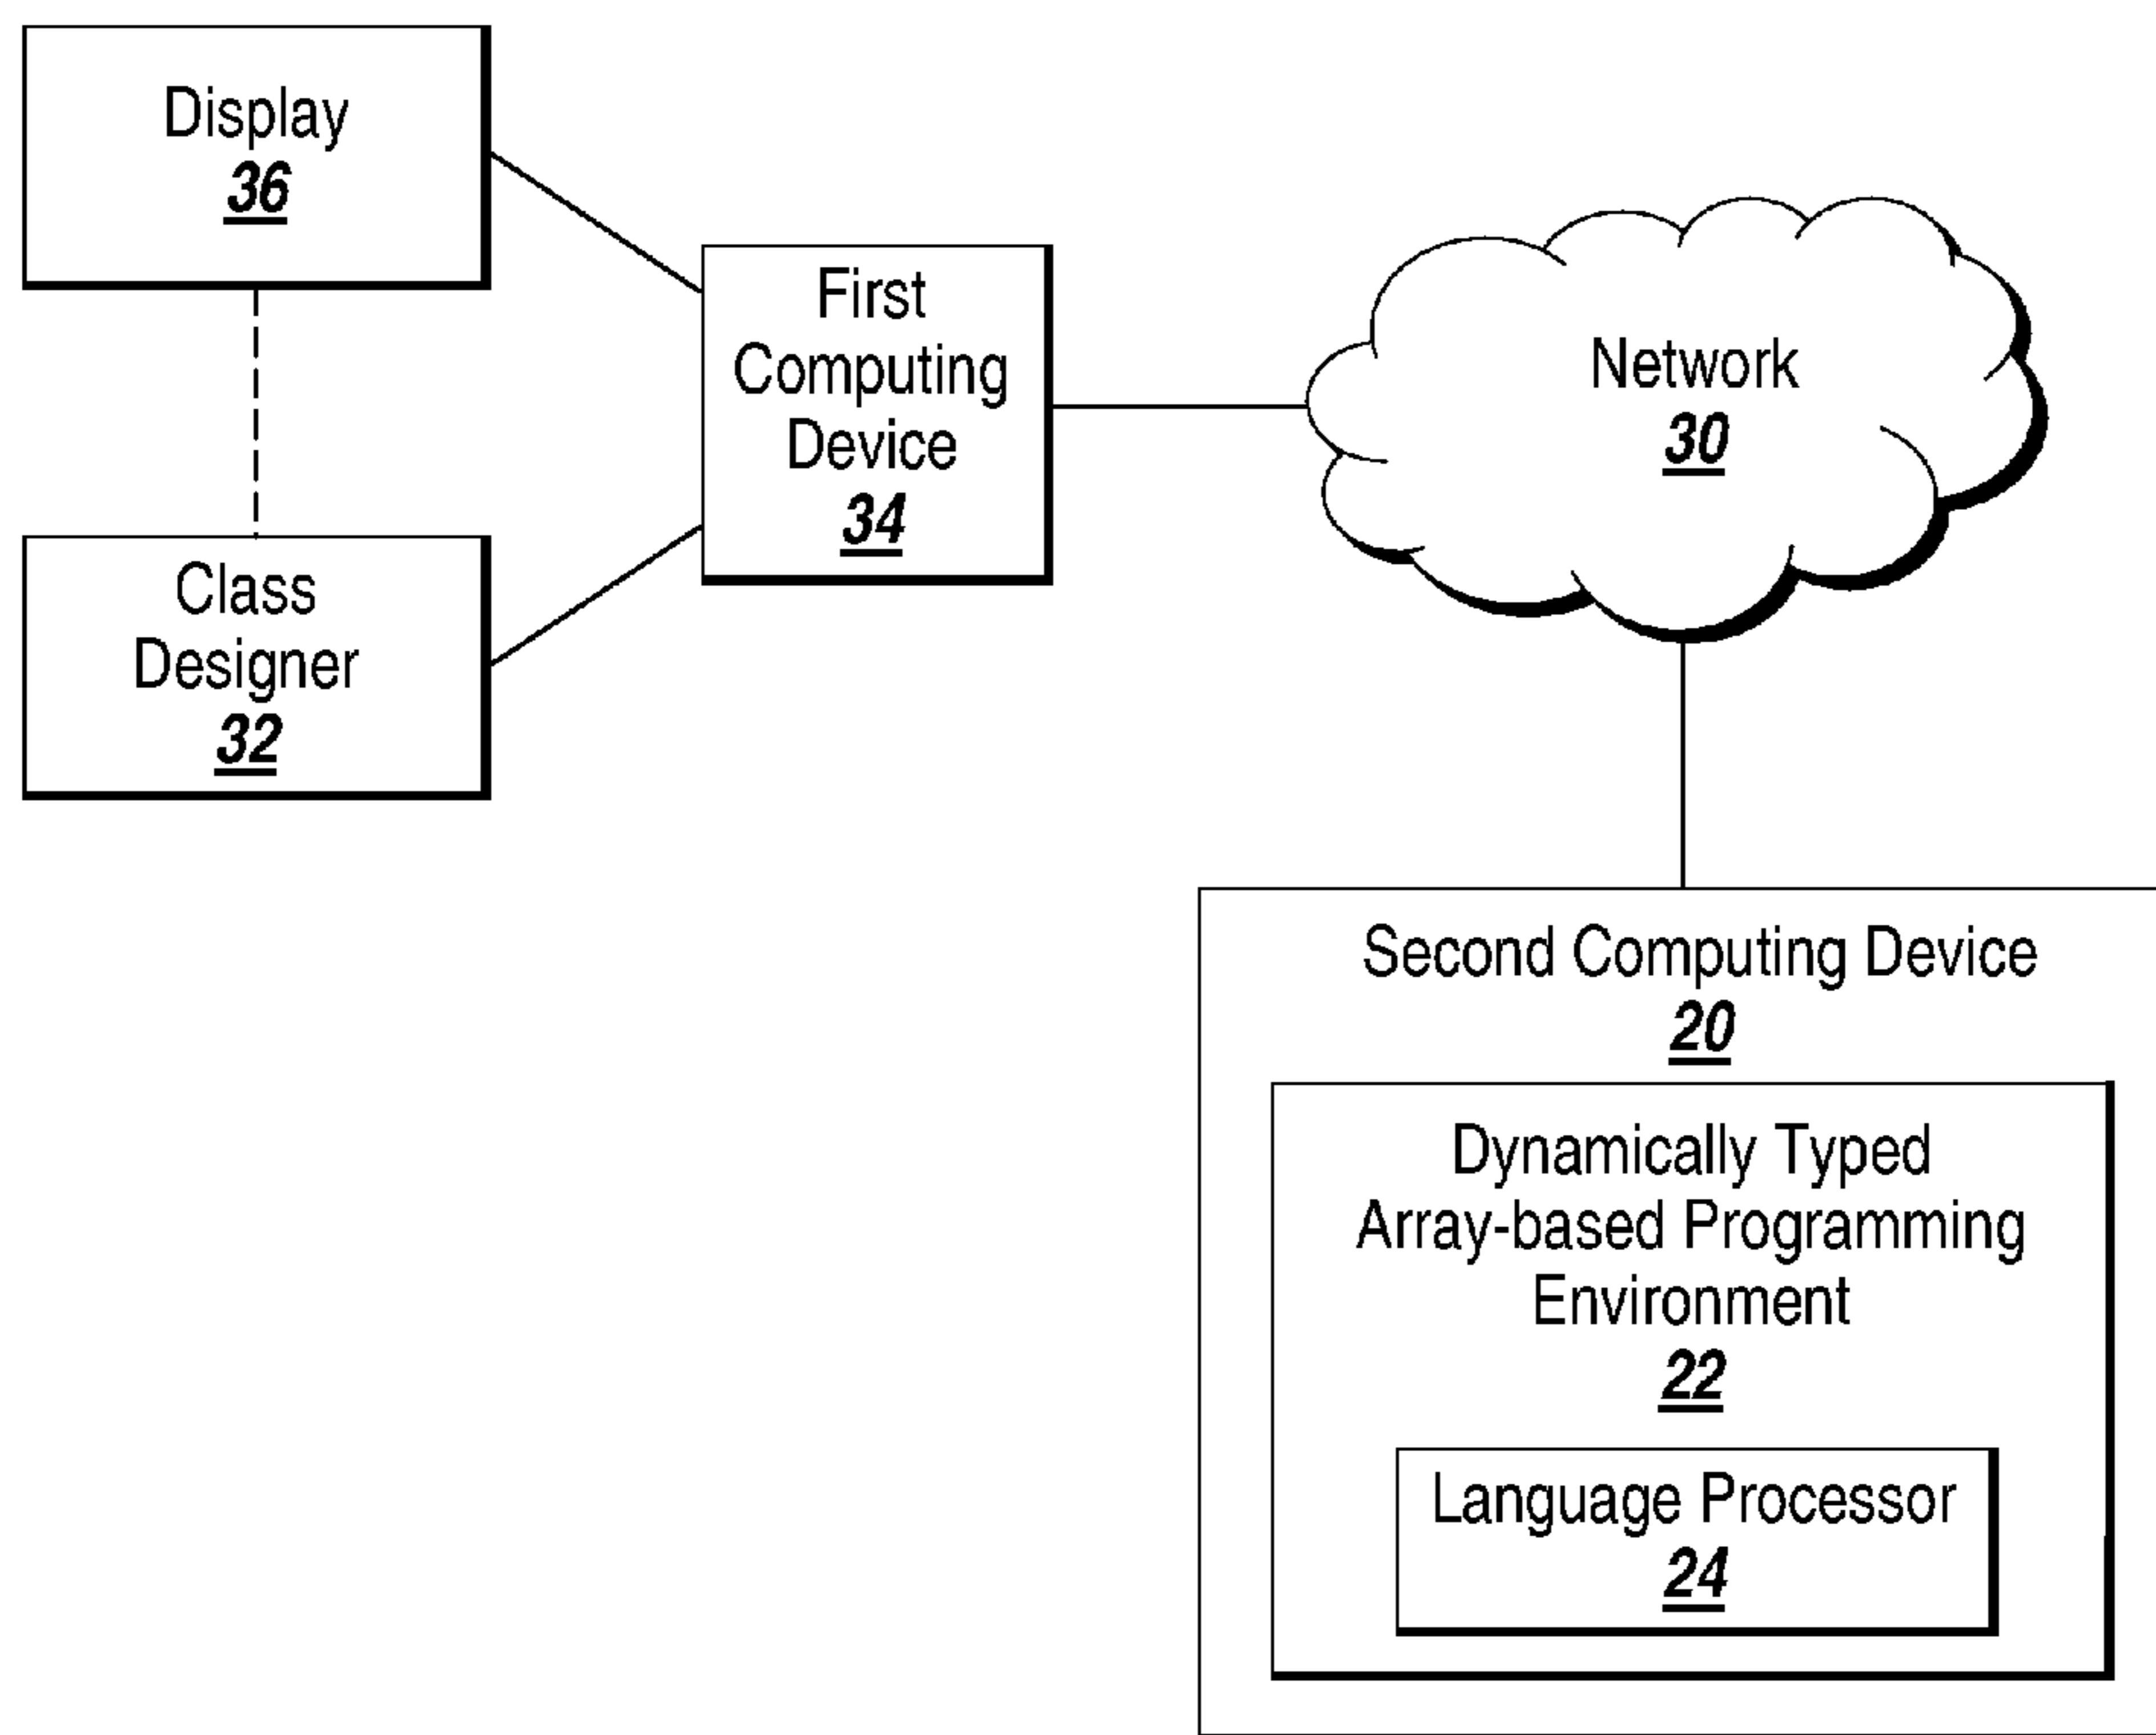 Display
36
First
Computing
Device
34
Network
30
Class
Designer
32
Second Computing Device
20
Dynamically Typed
Array-based Programming
Environment
22
Language Processor
24